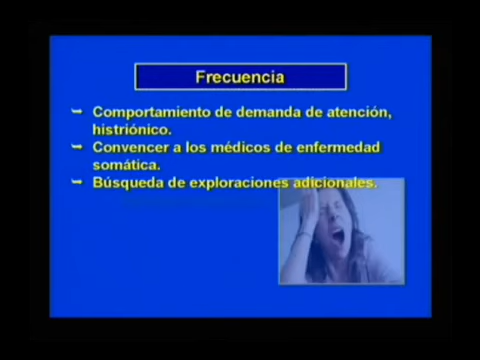 Frecuencia
Comportamiento de demanda de atención,
histriónico.
Convencer a los médicos de enfermedad
somática.
Búsqueda de exploraciones adicionales.